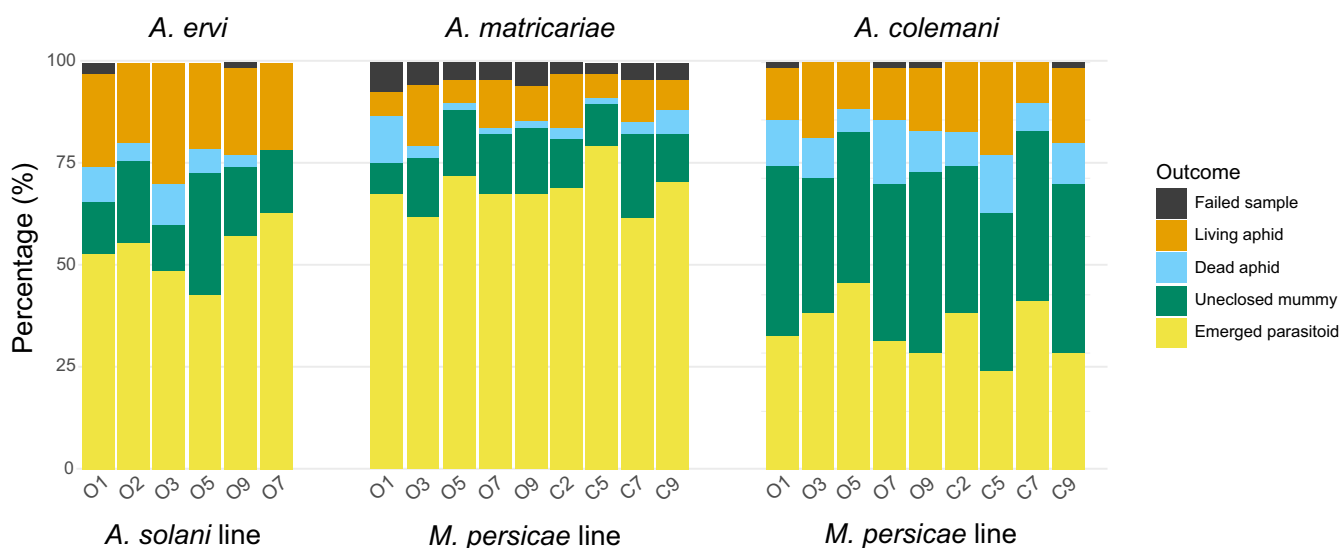 A. ervi
A. matricariae
A. colemani
Percentage (%)
100
75
50
25
0
O1 O2 O3 O5 O9 O7
O1 O3 O5 O7 O9 C2 C5 C7 C9
O1 O3 O5 O7 O9 C2 C5 C7 C9
A. solani line
M. persicae line
M. persicae line
Outcome
Failed sample
Living aphid
Dead aphid
Uneclosed mummy
Emerged parasitoid